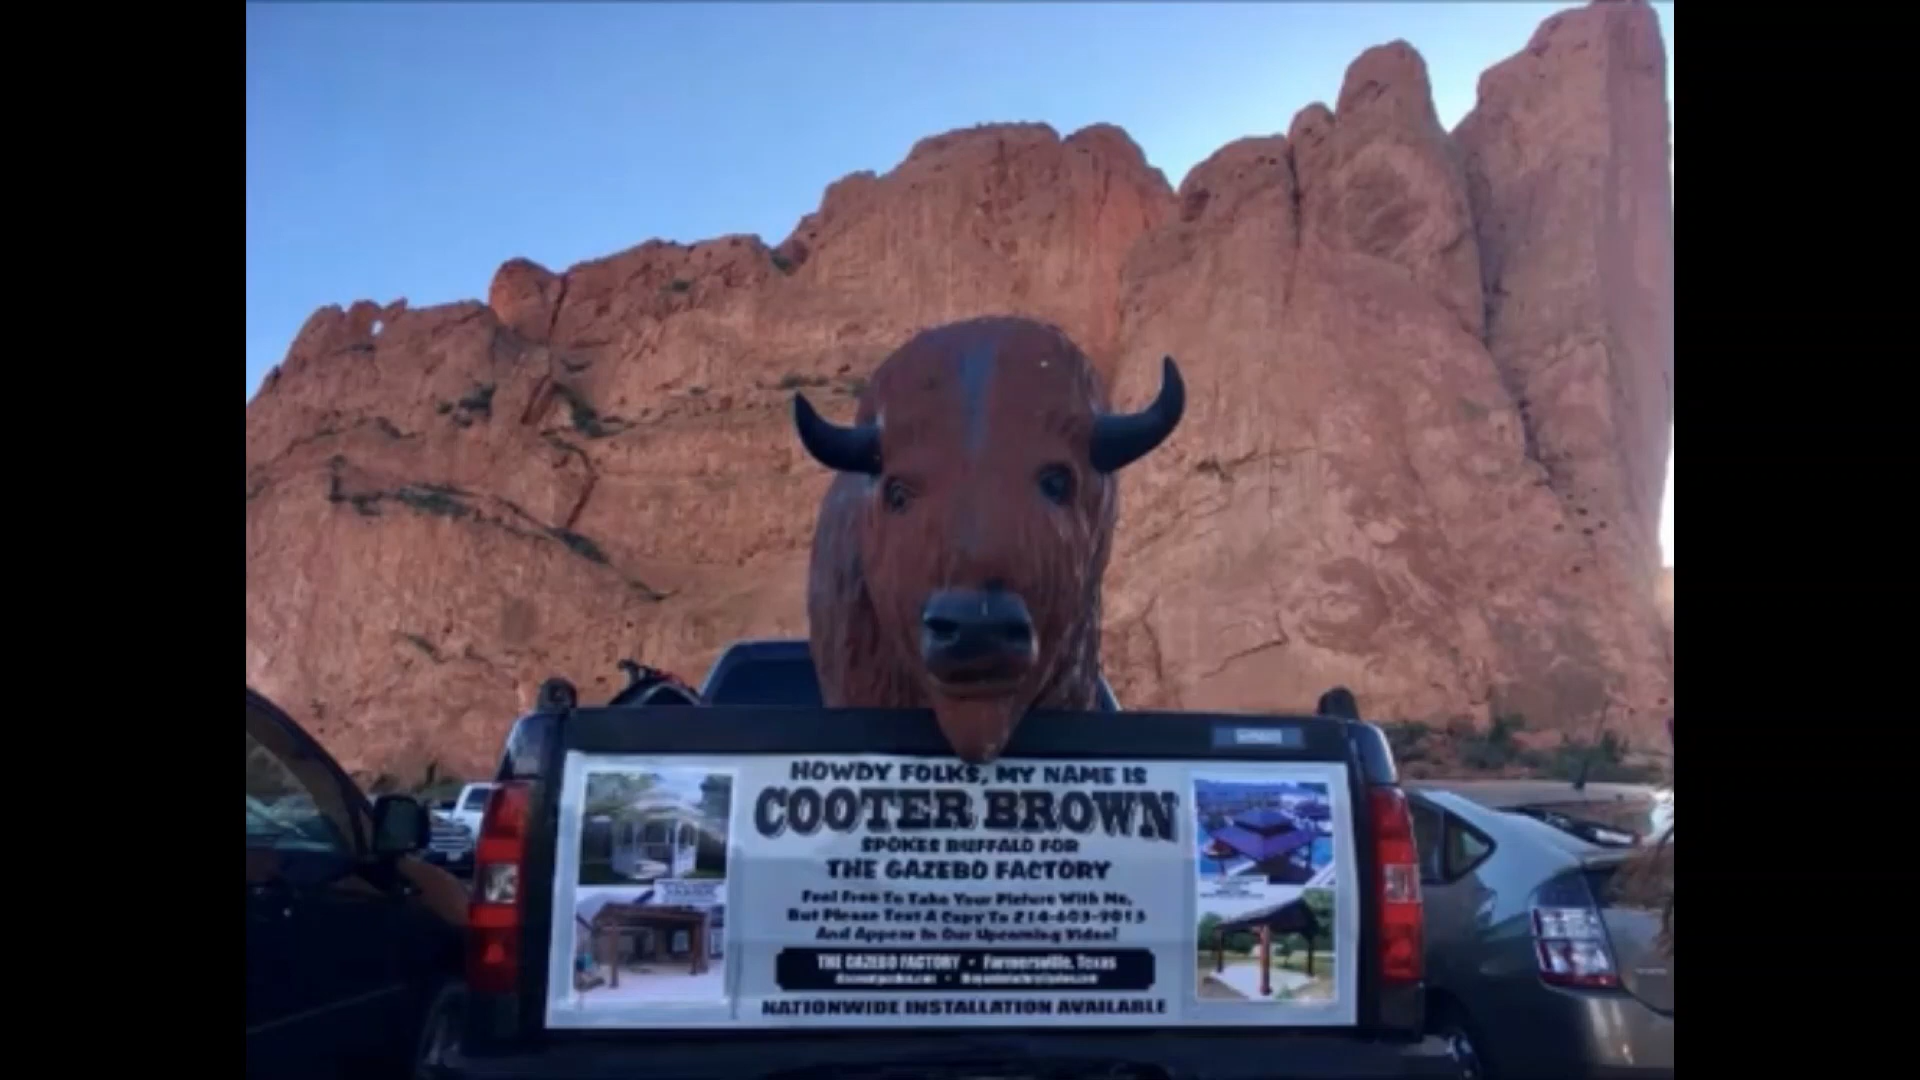 HOWDY FOLKS, MY NAME IS
COOTER BROWN
SPOKES BUFFALO FOR
THE GAZEBO FACTORY
Feel Free To Take Your Picture With Me,
But Please Text A Copy To 214-603-9013
And Appear In Our Upcoming Video!
THE GAZEBO FACTORY • Farmersville, Texas
NATIONWIDE INSTALLATION AVAILABLE